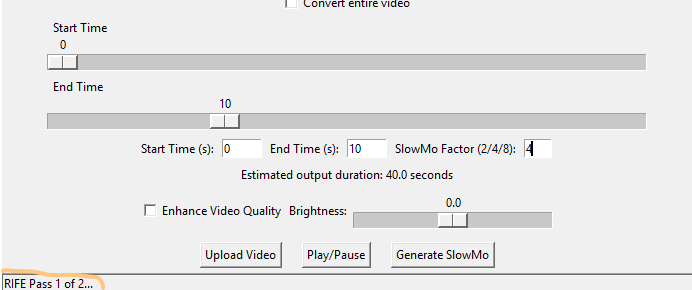 Convert entire video
Start Time
0
End Time
10
Start Time (s): 0 End Time (s): 10 SlowMo Factor (2/4/8): 4
Estimated output duration: 40.0 seconds
0.0
Enhance Video Quality Brightness:
Upload Video Play/Pause Generate SlowMo
RIFE Pass 1 of 2...